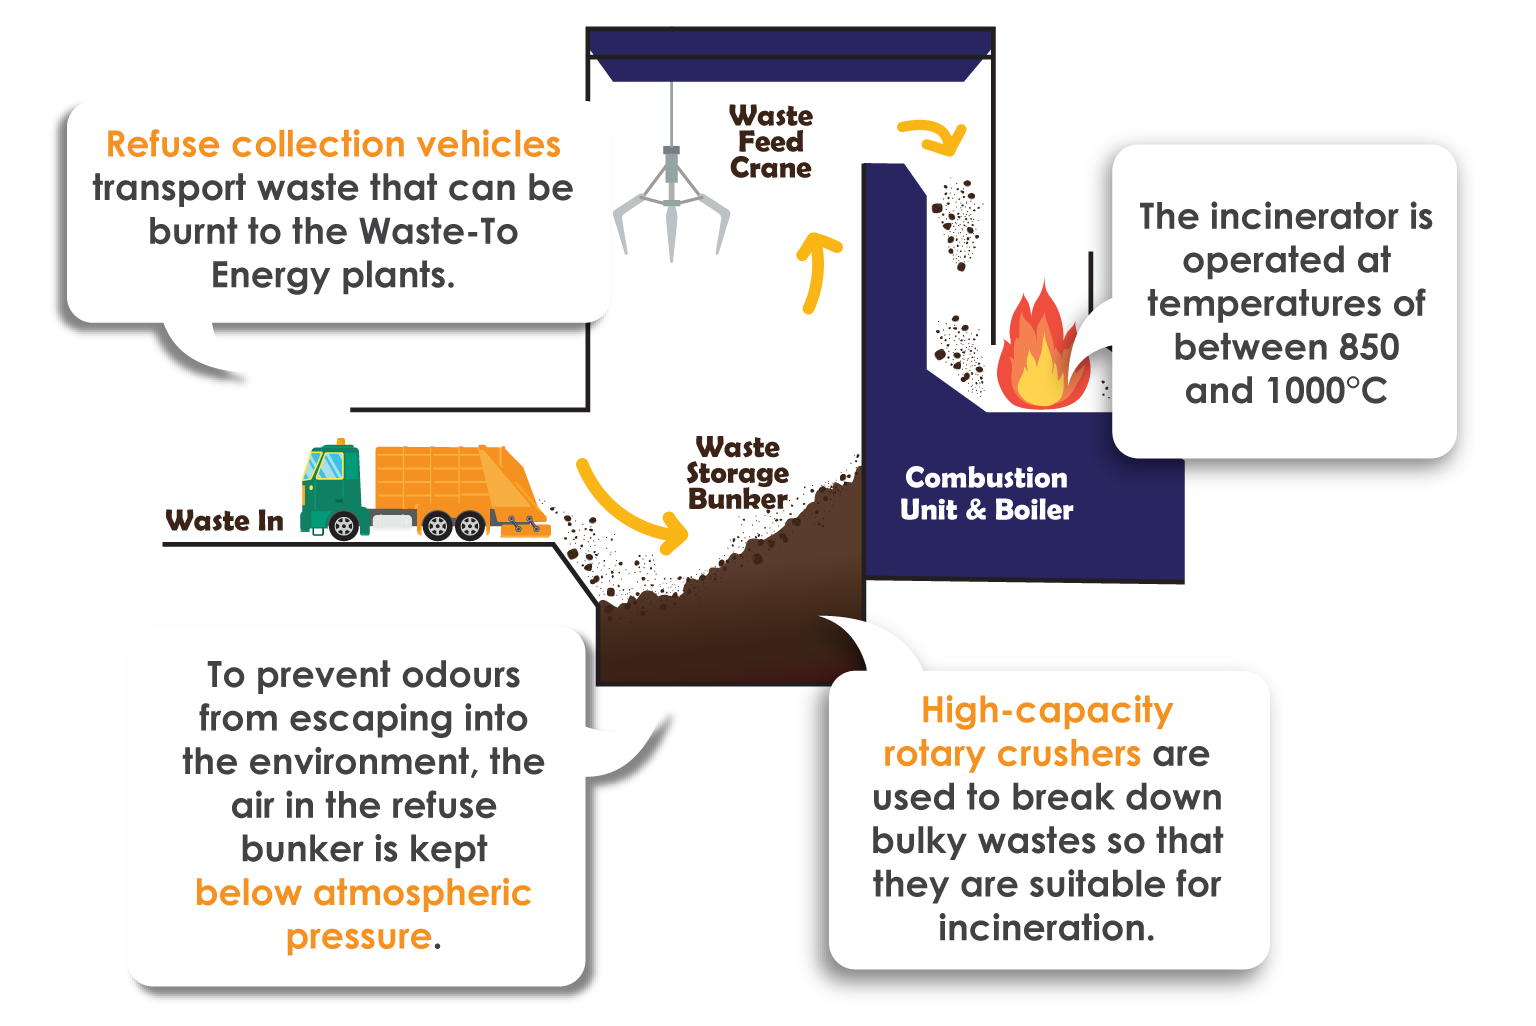 Refuse collection vehicles
transport waste that can be
burnt to the Waste-To
Energy plants.
Waste
Feed
Crane
The incinerator is
operated at
temperatures of
between 850
and 1000°C
Waste In
Waste
Storage
Bunker
Combustion
Unit & Boiler
To prevent odours
from escaping into
the environment, the
air in the refuse
bunker is kept
below atmospheric
pressure.
High-capacity
rotary crushers are
used to break down
bulky wastes so that
they are suitable for
incineration.